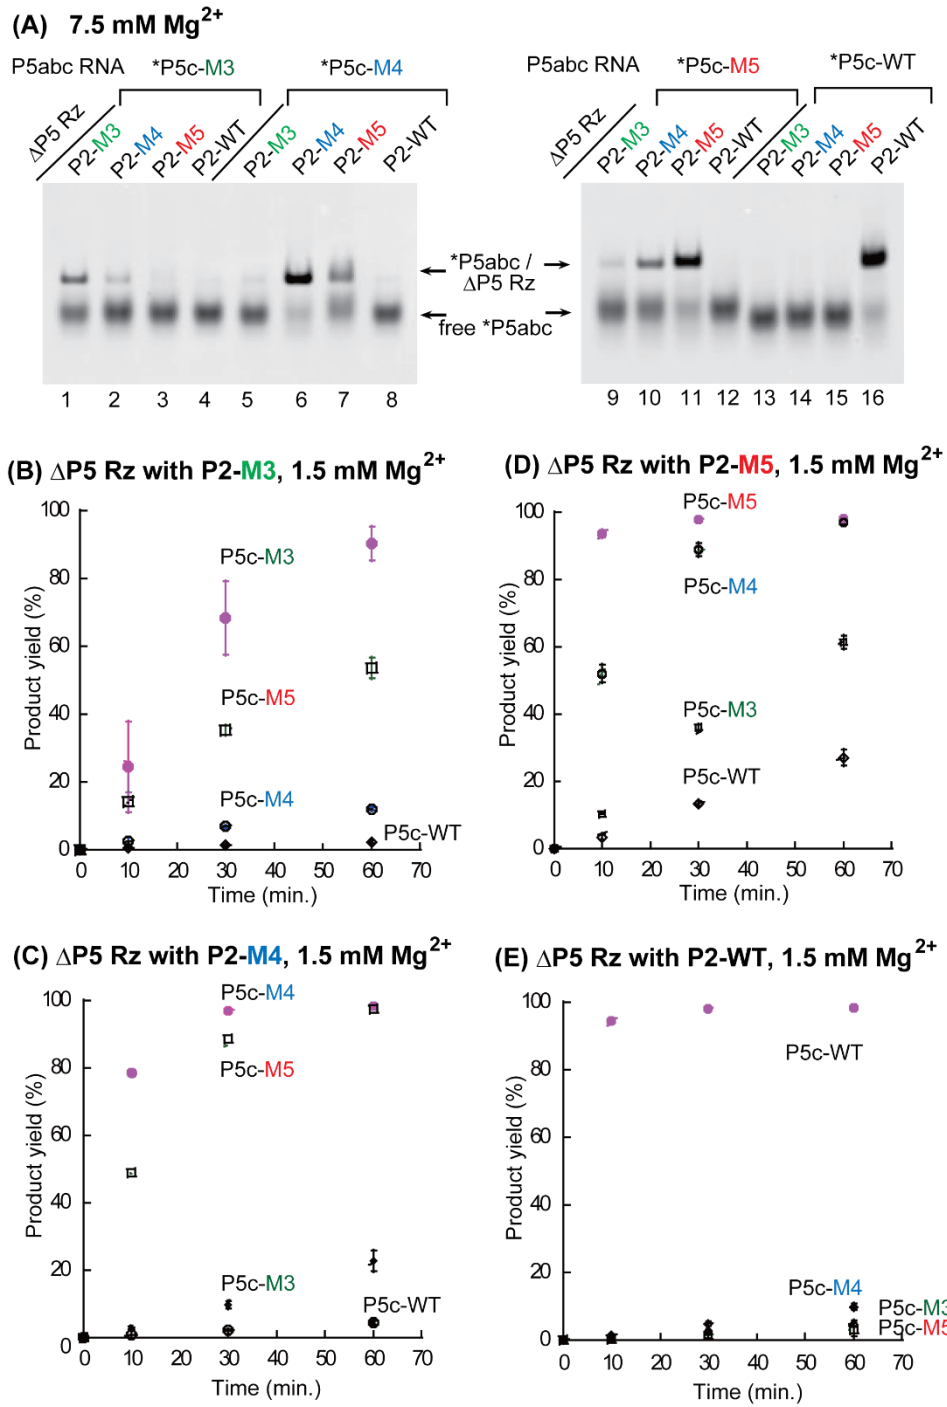 (A) 7.5 mM Mg2+
P5abc RNA *P5c-M3 *P5c-M4
ΔP5 Rz P2-M3 P2-M4 P2-M5 P2-WT P2-M3 P2-M4 P2-M5 P2-WT
P5abc RNA *P5c-M5 *P5c-WT
ΔP5 Rz P2-M3 P2-M4 P2-M5 P2-WT P2-M3 P2-M4 P2-M5 P2-WT
*P5abc /
ΔP5 Rz
free *P5abc
1 2 3 4 5 6 7 8
9 10 11 12 13 14 15 16
(B) ΔP5 Rz with P2-M3, 1.5 mM Mg2+
Product yield (%)
100
80
60
40
20
0
P5c-M3
P5c-M5
P5c-M4
P5c-WT
0 10 20 30 40 50 60 70
Time (min.)
(D) ΔP5 Rz with P2-M5, 1.5 mM Mg2+
Product yield (%)
100
80
60
40
20
0
P5c-M5
P5c-M4
P5c-M3
P5c-WT
0 10 20 30 40 50 60 70
Time (min.)
(C) ΔP5 Rz with P2-M4, 1.5 mM Mg2+
Product yield (%)
100
80
60
40
20
0
P5c-M4
P5c-M5
P5c-M3
P5c-WT
0 10 20 30 40 50 60 70
Time (min.)
(E) ΔP5 Rz with P2-WT, 1.5 mM Mg2+
Product yield (%)
100
80
60
40
20
0
P5c-WT
P5c-M4
P5c-M3
P5c-M5
0 10 20 30 40 50 60 70
Time (min.)